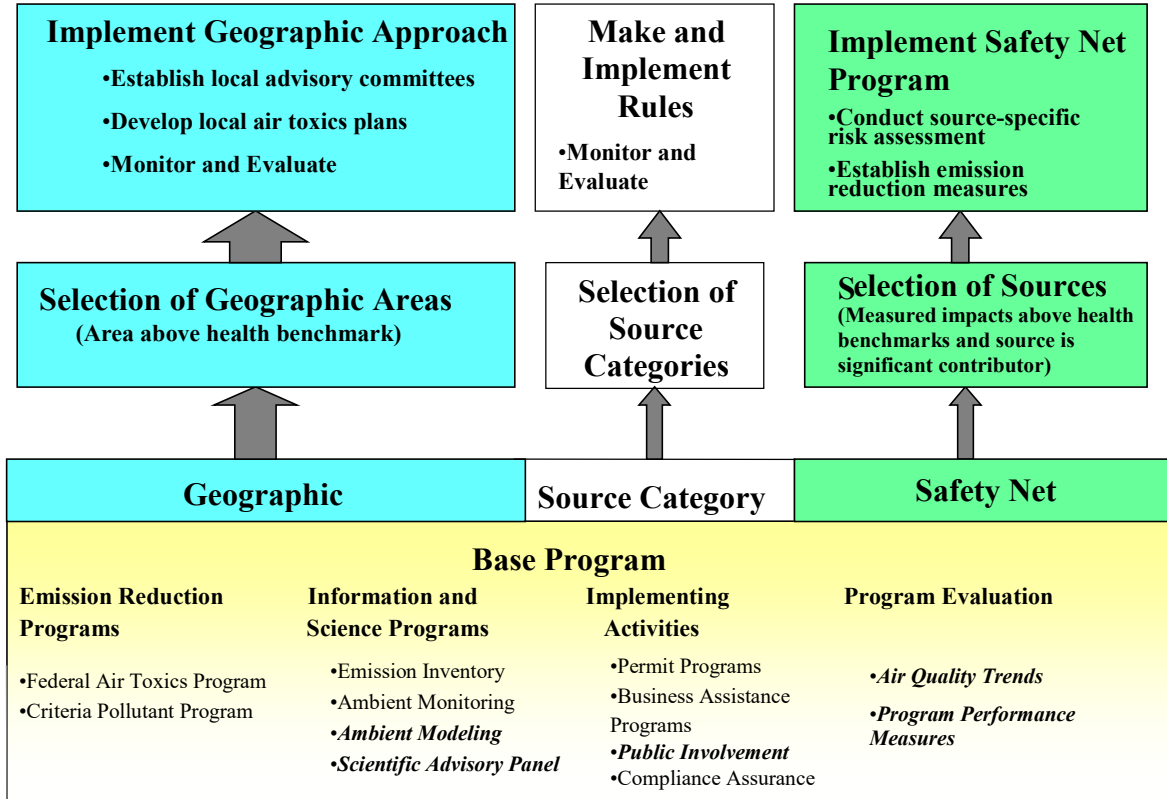 Implement Geographic Approach
•Establish local advisory committees
•Develop local air toxics plans
•Monitor and Evaluate
Make and
Implement
Rules
•Monitor and
Evaluate
Implement Safety Net
Program
•Conduct source-specific
risk assessment
•Establish emission
reduction measures
Selection of Geographic Areas
(Area above health benchmark)
Selection of
Source
Categories
Selection of Sources
(Measured impacts above health
benchmarks and source is
significant contributor)
Geographic
Source Category
Safety Net
Base Program
Emission Reduction
Programs
•Federal Air Toxics Program
•Criteria Pollutant Program
Information and
Science Programs
•Emission Inventory
•Ambient Monitoring
•Ambient Modeling
•Scientific Advisory Panel
Implementing
Activities
•Permit Programs
•Business Assistance
Programs
•Public Involvement
•Compliance Assurance
Program Evaluation
•Air Quality Trends
•Program Performance
Measures